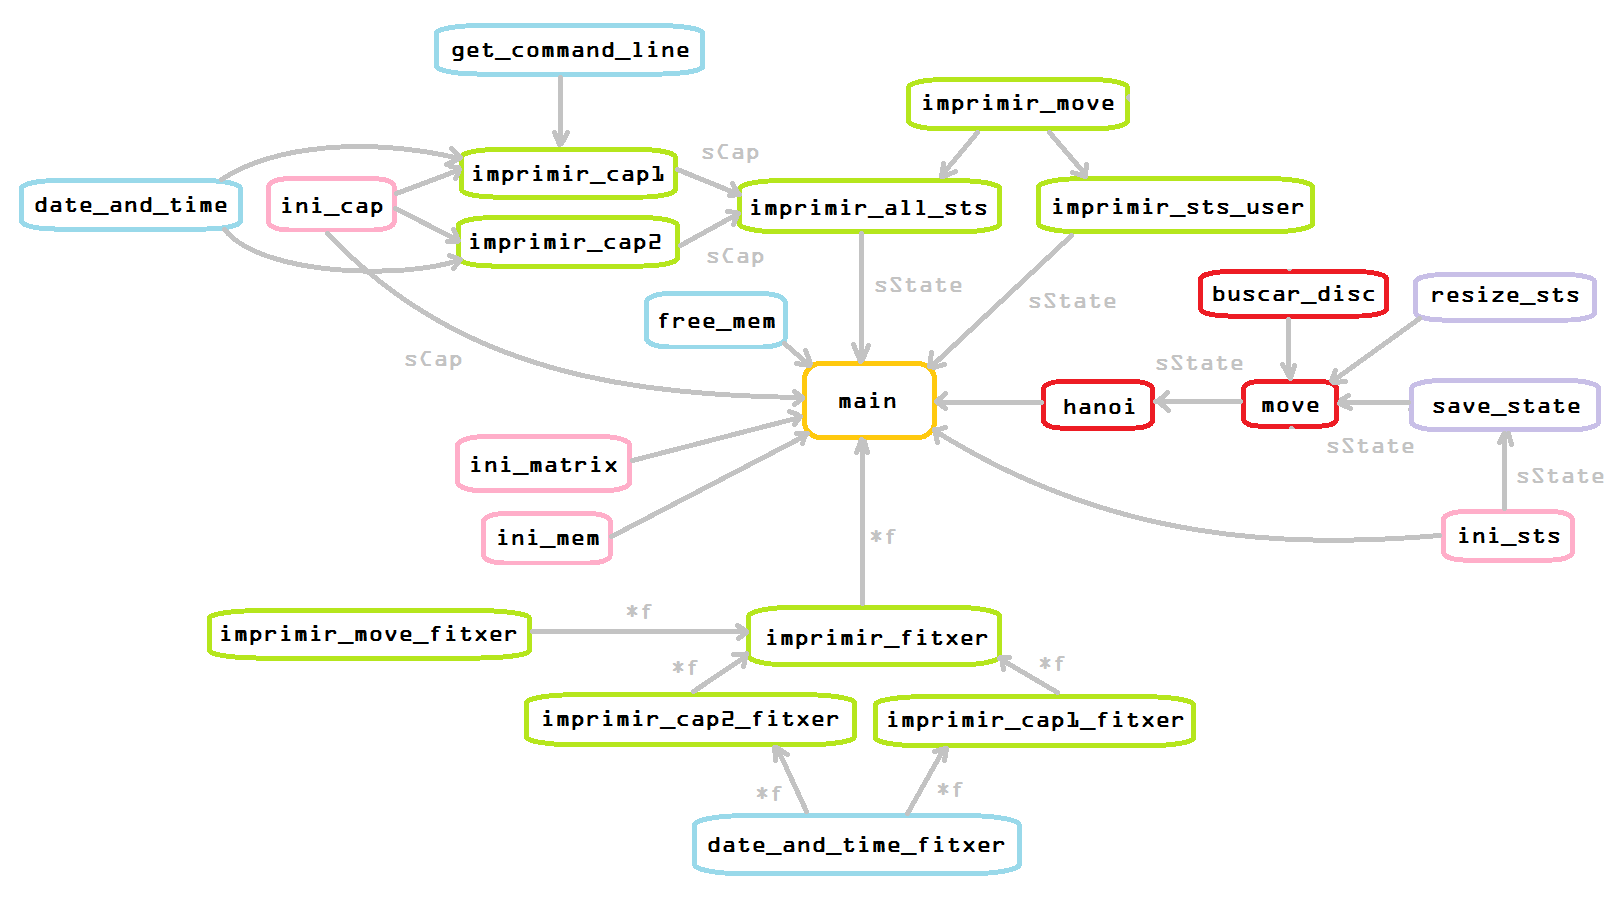 get_command_line
imprimir_move
sCap
imprimir_cap1
date_and_time
ini_cap
imprimir_all_sts
imprimir_sts_user
imprimir_cap2
sCap
sState
sState
buscar_disc
resize_sts
free_mem
sCap
sState
main
hanoi
move
save_state
sState
ini_matrix
sState
ini_mem
*f
ini_sts
*f
imprimir_move_fitxer
imprimir_fitxer
*f
*f
imprimir_cap2_fitxer
imprimir_cap1_fitxer
*f
*f
date_and_time_fitxer